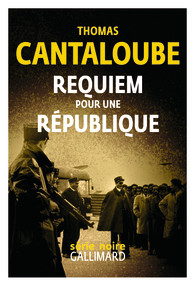 THOMAS
CANTALOUBE
REQUIEM
POUR UNE
RÉPUBLIQUE
série noire
GALLIMARD